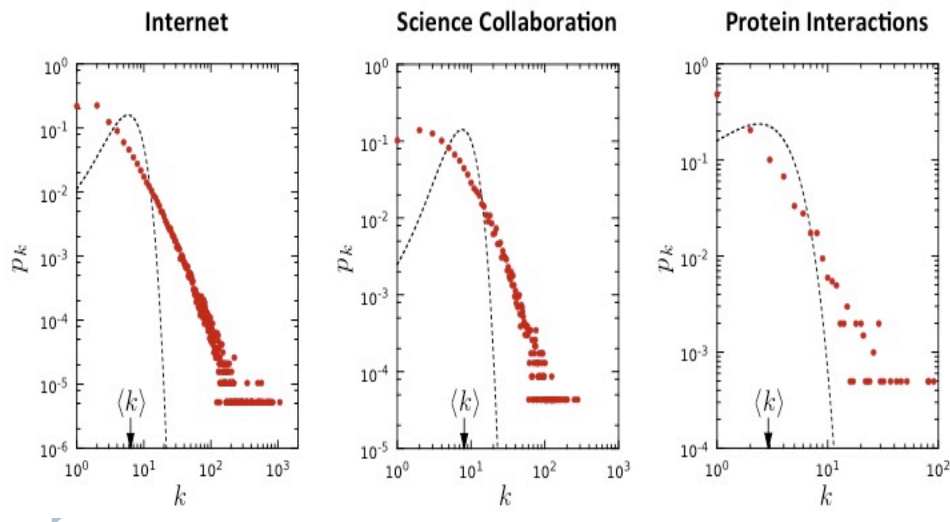 Internet
10^0
10^-1
10^-2
10^-3
10^-4
10^-5
10^-6
p_k
⟨k⟩
10^0 10^1 10^2 10^3
k
Science Collaboration
10^0
10^-1
10^-2
10^-3
10^-4
10^-5
p_k
⟨k⟩
10^0 10^1 10^2 10^3
k
Protein Interactions
10^0
10^-1
10^-2
10^-3
10^-4
p_k
⟨k⟩
10^0 10^1 10^2
k